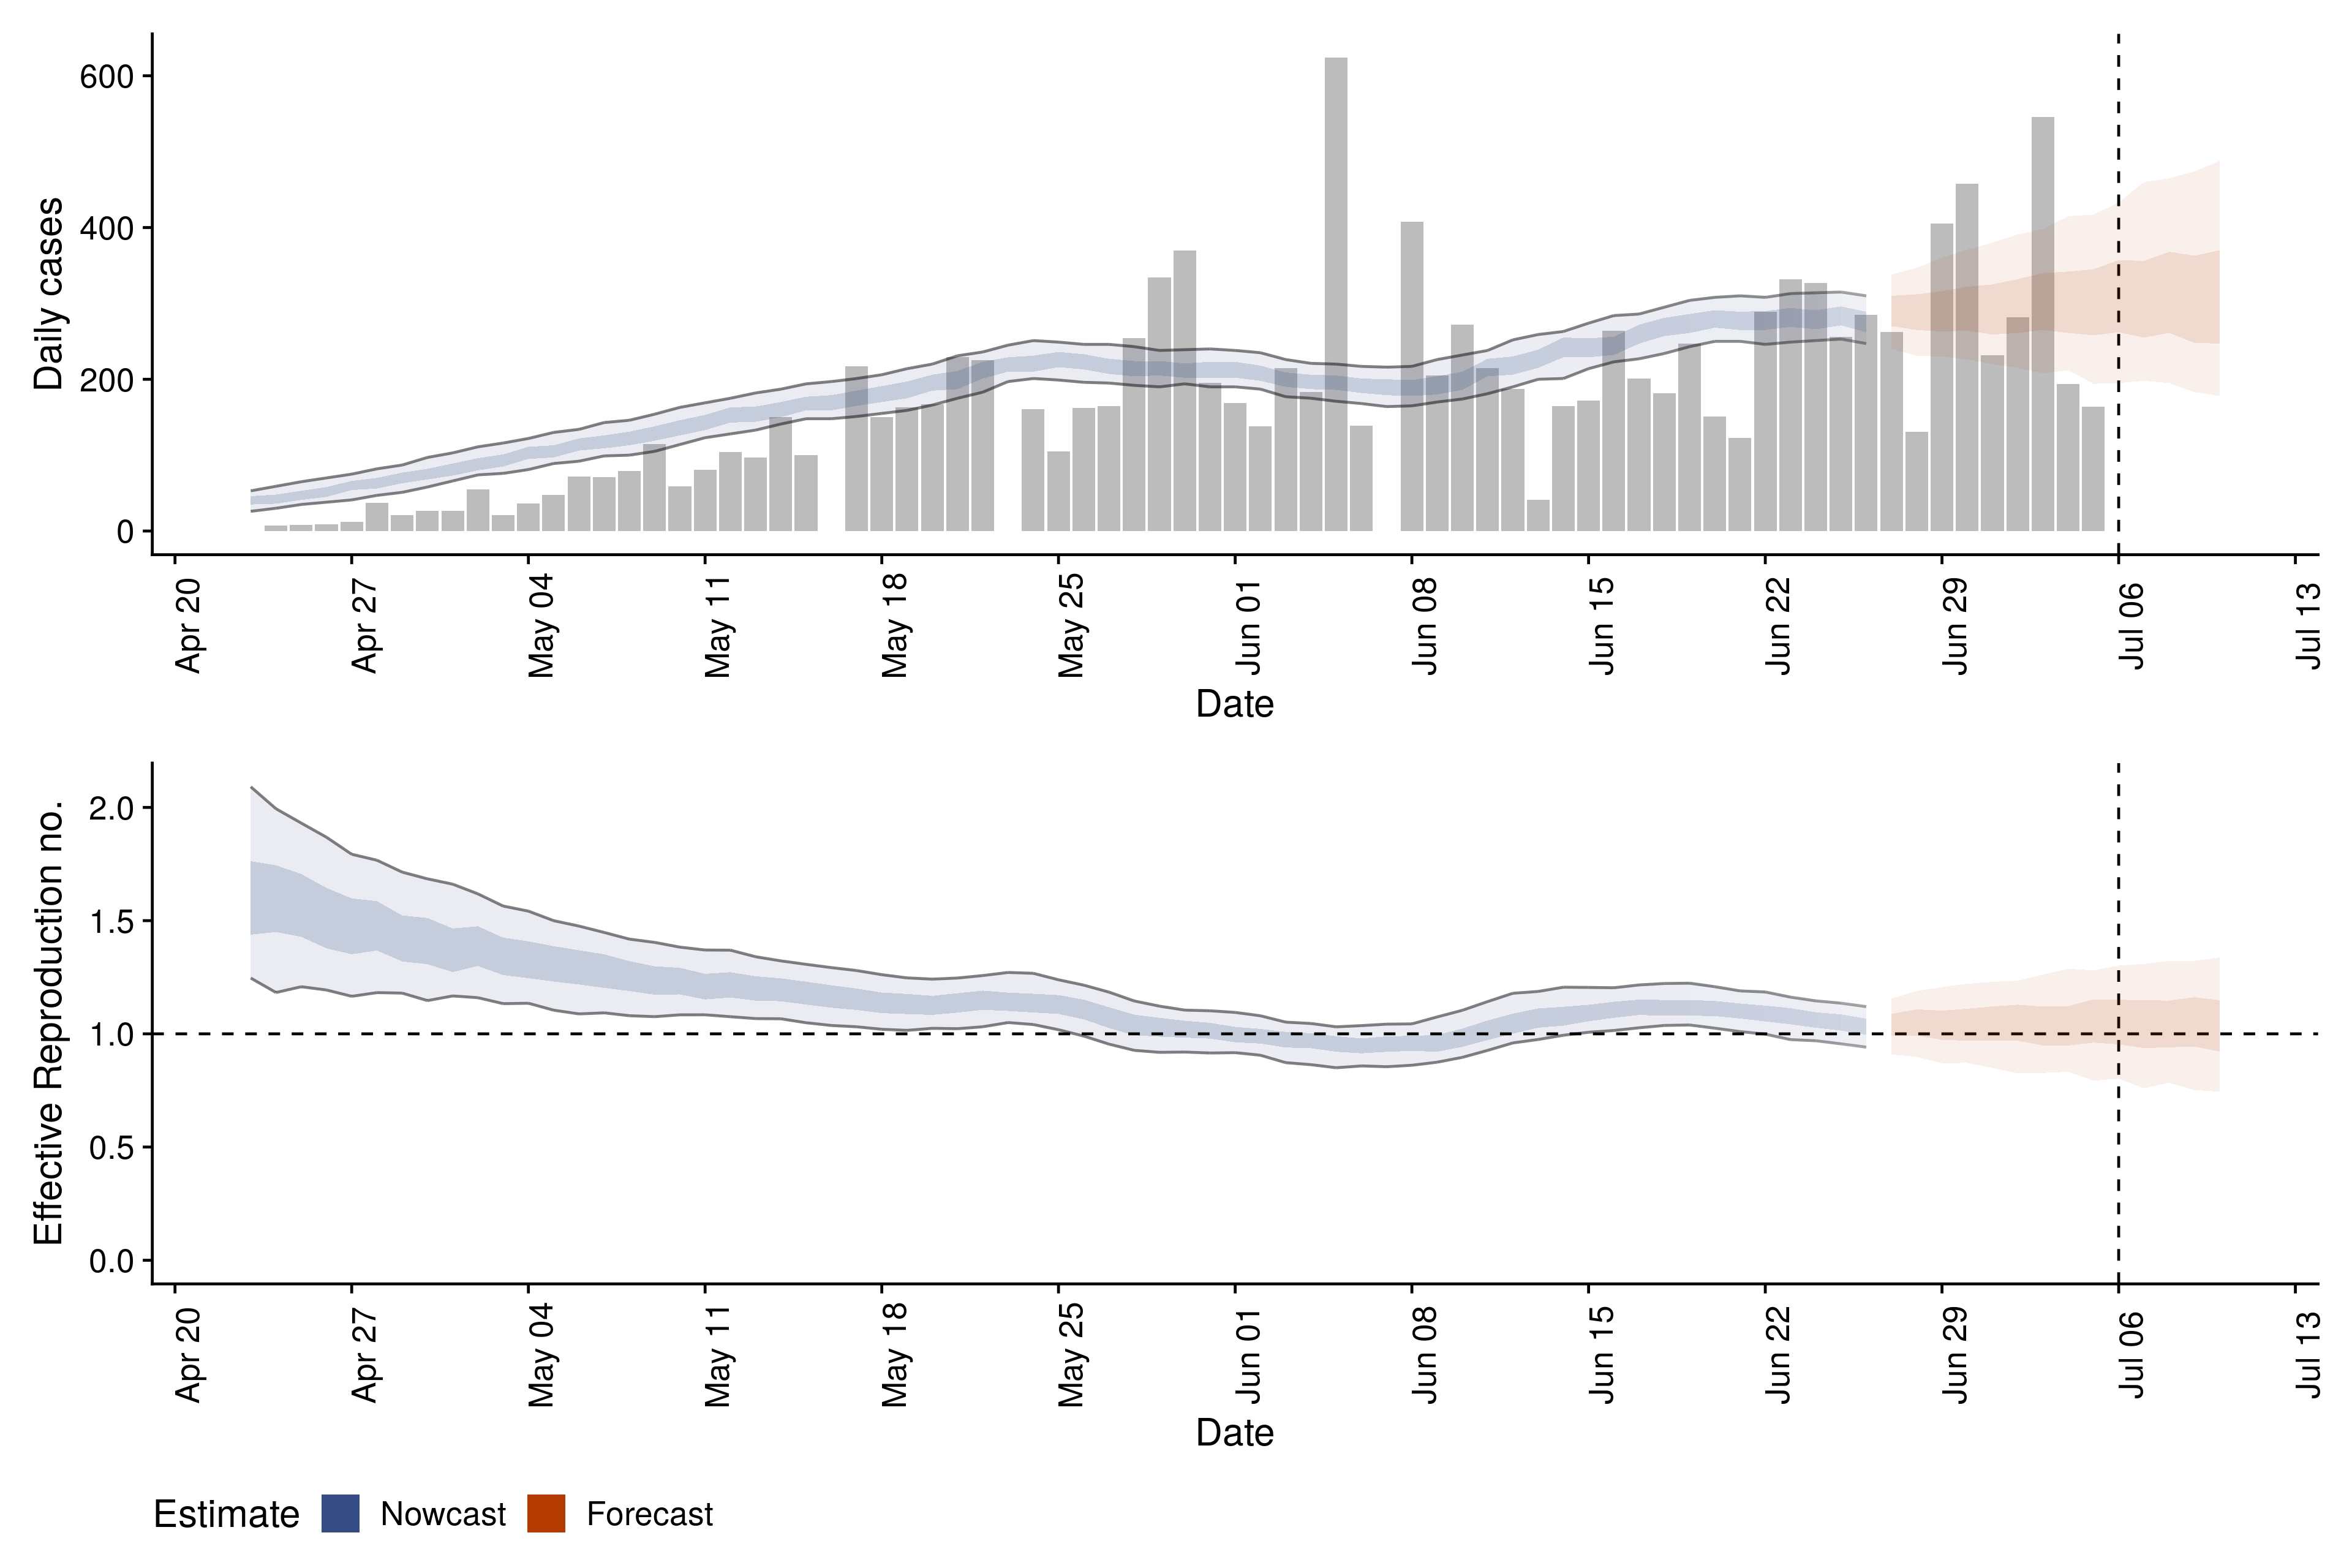 Daily cases
600
400
200
0
Apr 20
Apr 27
May 04
May 11
May 18
May 25
Jun 01
Jun 08
Jun 15
Jun 22
Jun 29
Jul 06
Jul 13
Date
Effective Reproduction no.
2.0
1.5
1.0
0.5
0.0
Apr 20
Apr 27
May 04
May 11
May 18
May 25
Jun 01
Jun 08
Jun 15
Jun 22
Jun 29
Jul 06
Jul 13
Date
Estimate Nowcast Forecast